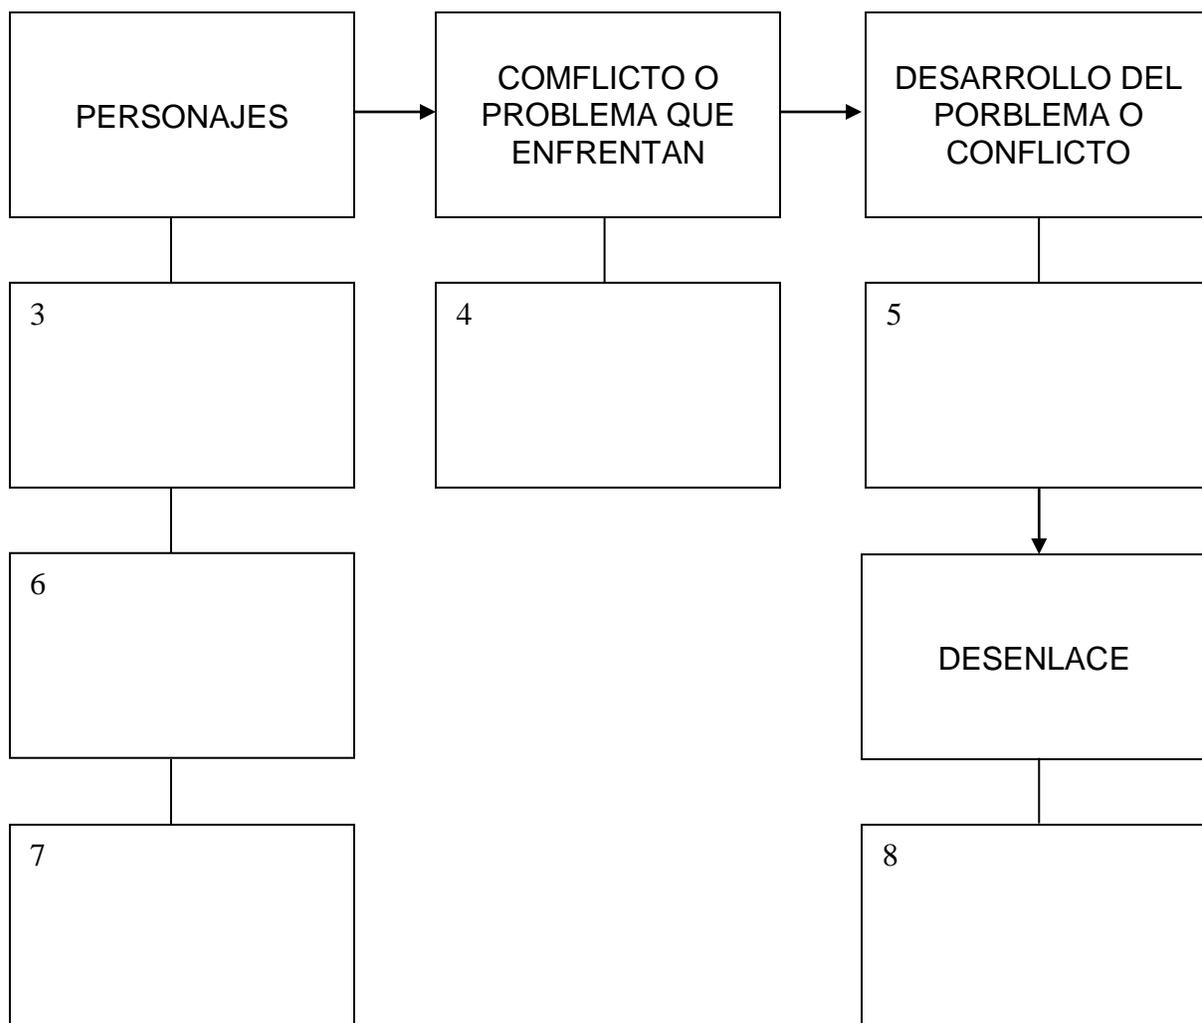 PERSONAJES
COMFLICTO O
PROBLEMA QUE
ENFRENTAN
DESARROLLO DEL
PORBLEMA O
CONFLICTO
3
4
5
6
DESENLACE
7
8